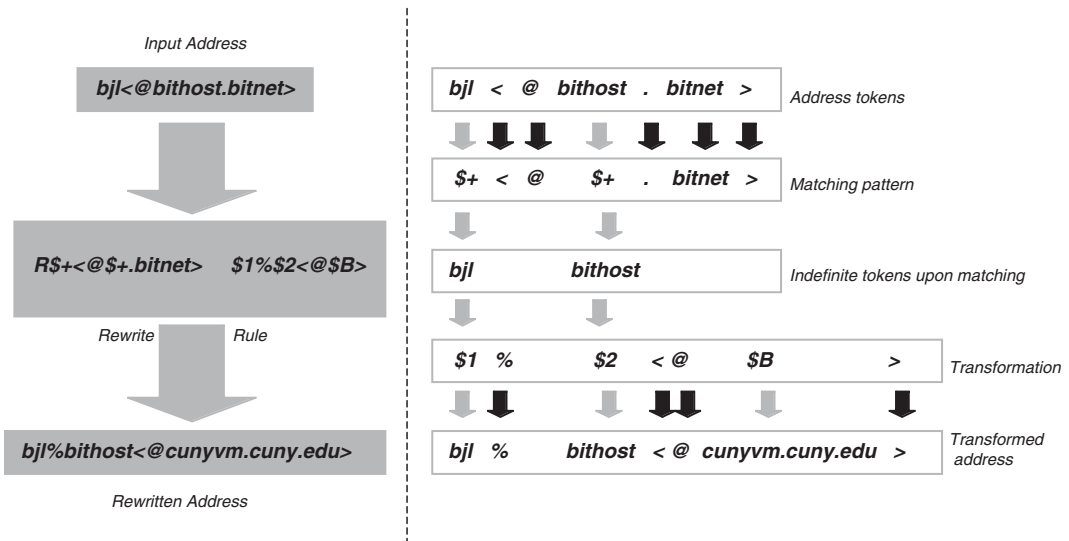 Input Address
bjl<@bithost.bitnet>
R$+<@$+.bitnet> $1%$2<@$B>
Rewrite Rule
bjl%bithost<@cunyvm.cuny.edu>
Rewritten Address
bjl < @ bithost . bitnet >
Address tokens
$+ < @ $+ . bitnet >
Matching pattern
bjl bithost
Indefinite tokens upon matching
$1 % $2 < @ $B >
Transformation
bjl % bithost < @ cunyvm.cuny.edu >
Transformed
address